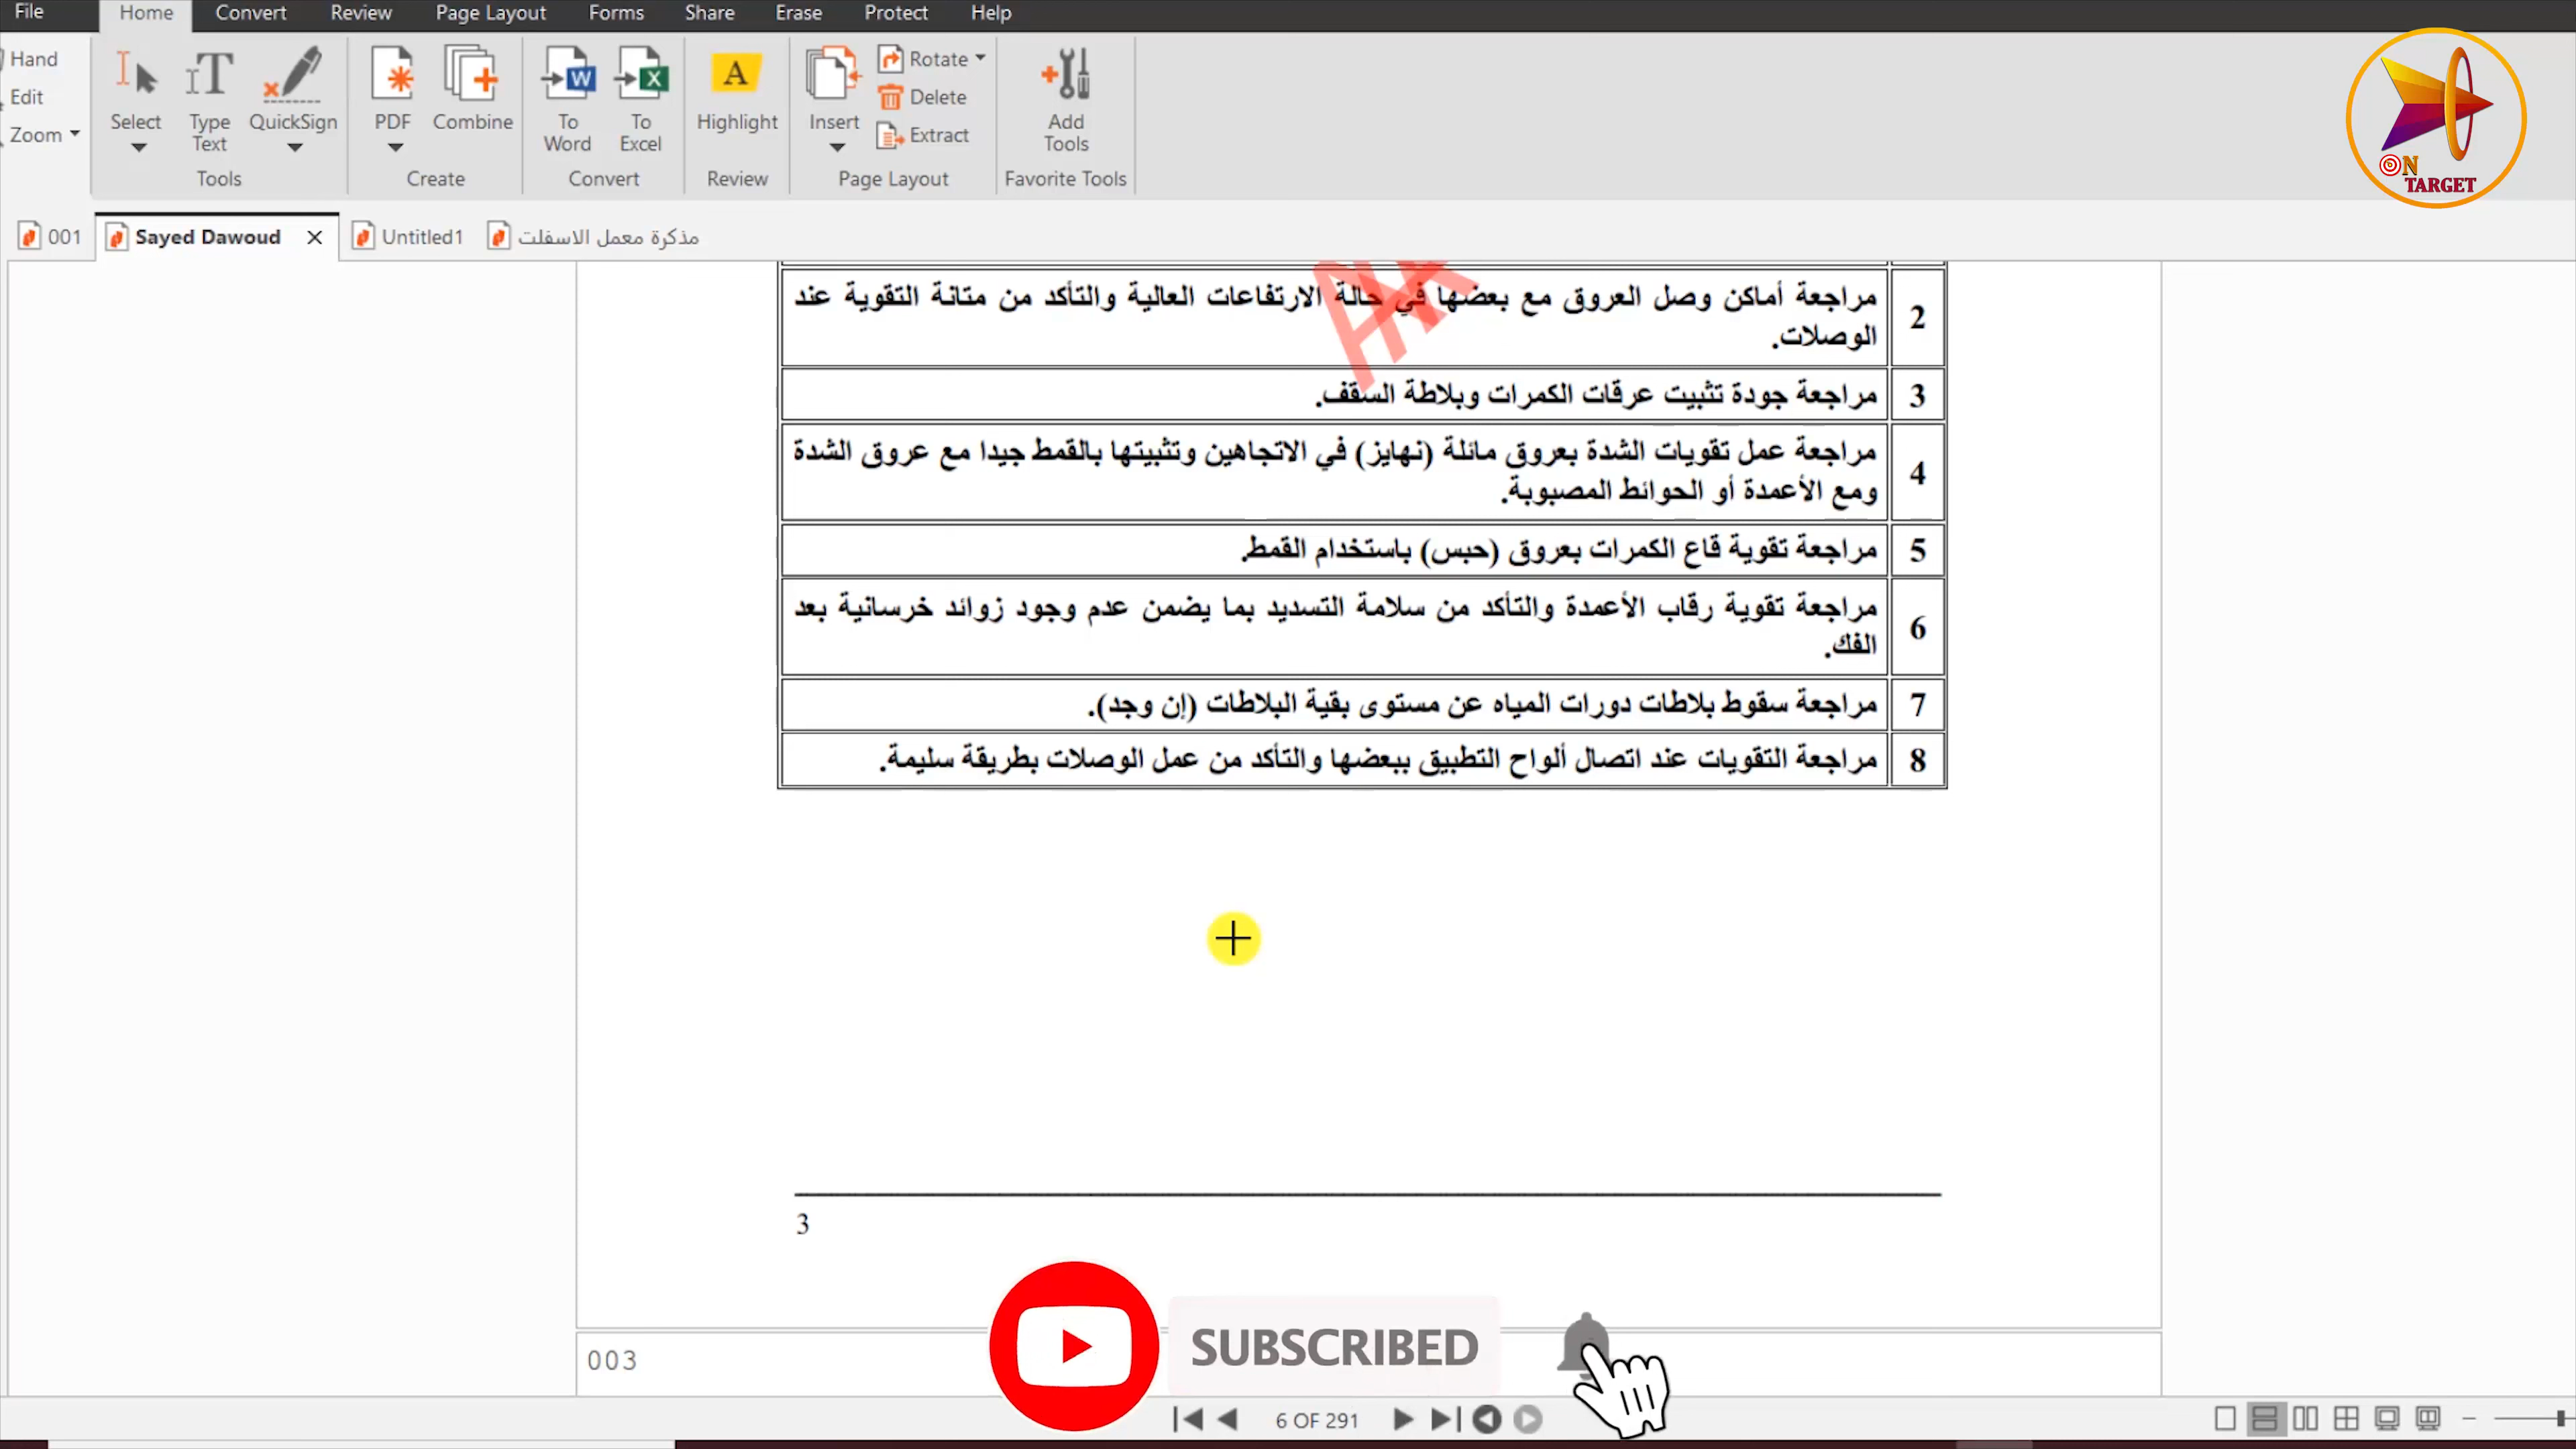 File Home Convert Review Page Layout Forms Share Erase Protect Help
Hand
Edit
Zoom
Select
Type Text
QuickSign
Tools
PDF
Combine
Create
To Word
To Excel
Convert
Highlight
Review
Insert
Rotate
Delete
Extract
Page Layout
Add Tools
Favorite Tools
ON
TARGET
001
Sayed Dawoud
Untitled1
مذكرة معمل الاسفلت
2 مراجعة أماكن وصل العروق مع بعضها في حالة الارتفاعات العالية والتأكد من متانة التقوية عند
الوصلات.
3 مراجعة جودة تثبيت عرقات الكمرات وبلاطة السقف.
4 مراجعة عمل تقويات الشدة بعروق مائلة (نهايز) في الاتجاهين وتثبيتها بالقمط جيدا مع عروق الشدة
ومع الأعمدة أو الحوائط المصبوبة.
5 مراجعة تقوية قاع الكمرات بعروق (حبس) باستخدام القمط.
6 مراجعة تقوية رقاب الأعمدة والتأكد من سلامة التسديد بما يضمن عدم وجود زوائد خرسانية بعد
الفك.
7 مراجعة سقوط بلاطات دورات المياه عن مستوى بقية البلاطات (إن وجد).
8 مراجعة التقويات عند اتصال ألواح التطبيق ببعضها والتأكد من عمل الوصلات بطريقة سليمة.
3
SUBSCRIBED
003
6 OF 291